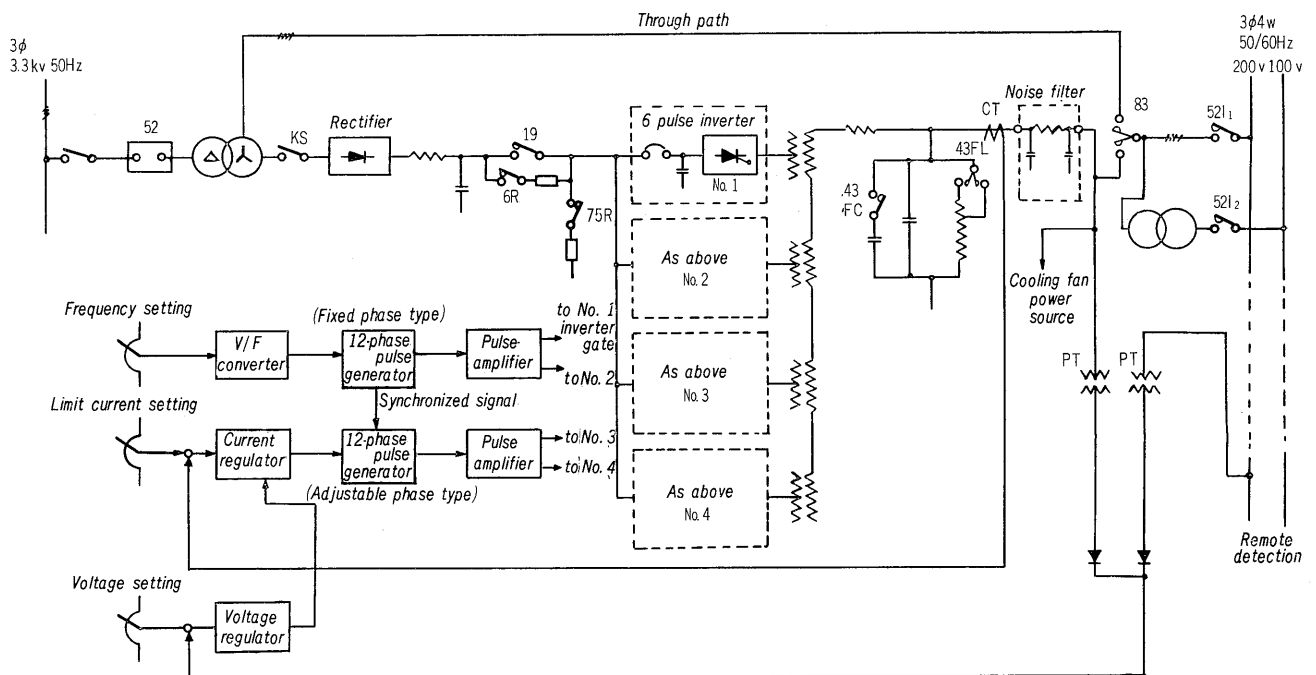 Through path
3φ
3.3kv 50Hz
3φ4w
50/60Hz
200v 100v
52
KS
Rectifier
19
6R
75R
6 pulse inverter
No. 1
As above
No. 2
As above
No. 3
As above
No. 4
43
FC
43FL
CT
Noise filter
83
52I₁
52I₂
Cooling fan
power
source
PT
PT
Remote
detection
Frequency setting
V/F
converter
(Fixed phase type)
12-phase
pulse
generator
Pulse-
amplifier
to No. 1
inverter
gate
to No. 2
Synchronized signal
Limit current setting
Current
regulator
12-phase
pulse
generator
(Adjustable phase type)
Pulse
amplifier
to No. 3
to No. 4
Voltage setting
Voltage
regulator